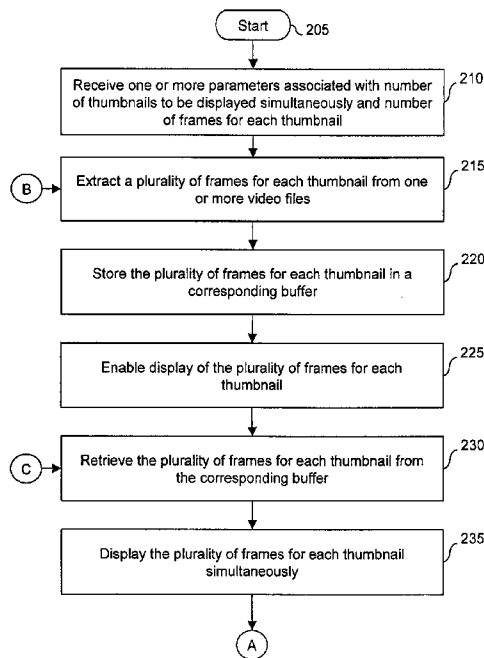 Start
205
Receive one or more parameters associated with number
of thumbnails to be displayed simultaneously and number
of frames for each thumbnail
210
B
Extract a plurality of frames for each thumbnail from one
or more video files
215
Store the plurality of frames for each thumbnail in a
corresponding buffer
220
Enable display of the plurality of frames for each
thumbnail
225
C
Retrieve the plurality of frames for each thumbnail from
the corresponding buffer
230
Display the plurality of frames for each thumbnail
simultaneously
235
A